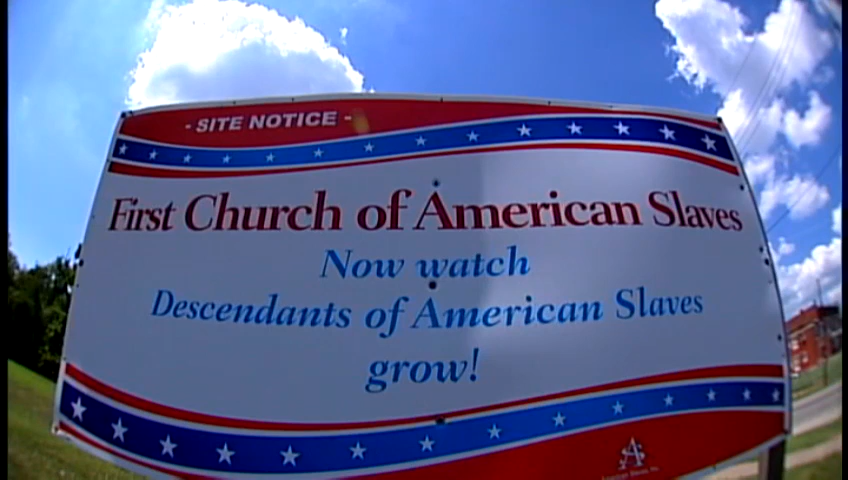 - SITE NOTICE -
First Church of American Slaves
Now watch
Descendants of American Slaves
grow!